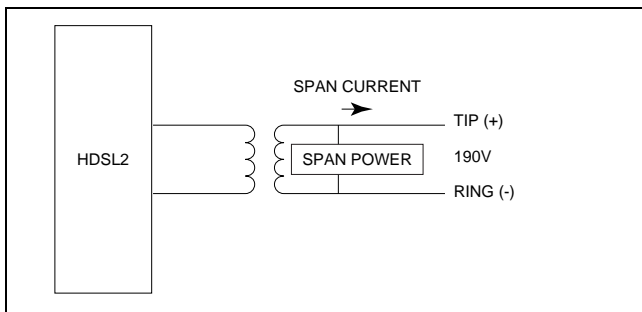 SPAN CURRENT
TIP (+)
HDSL2
SPAN POWER
190V
RING (-)